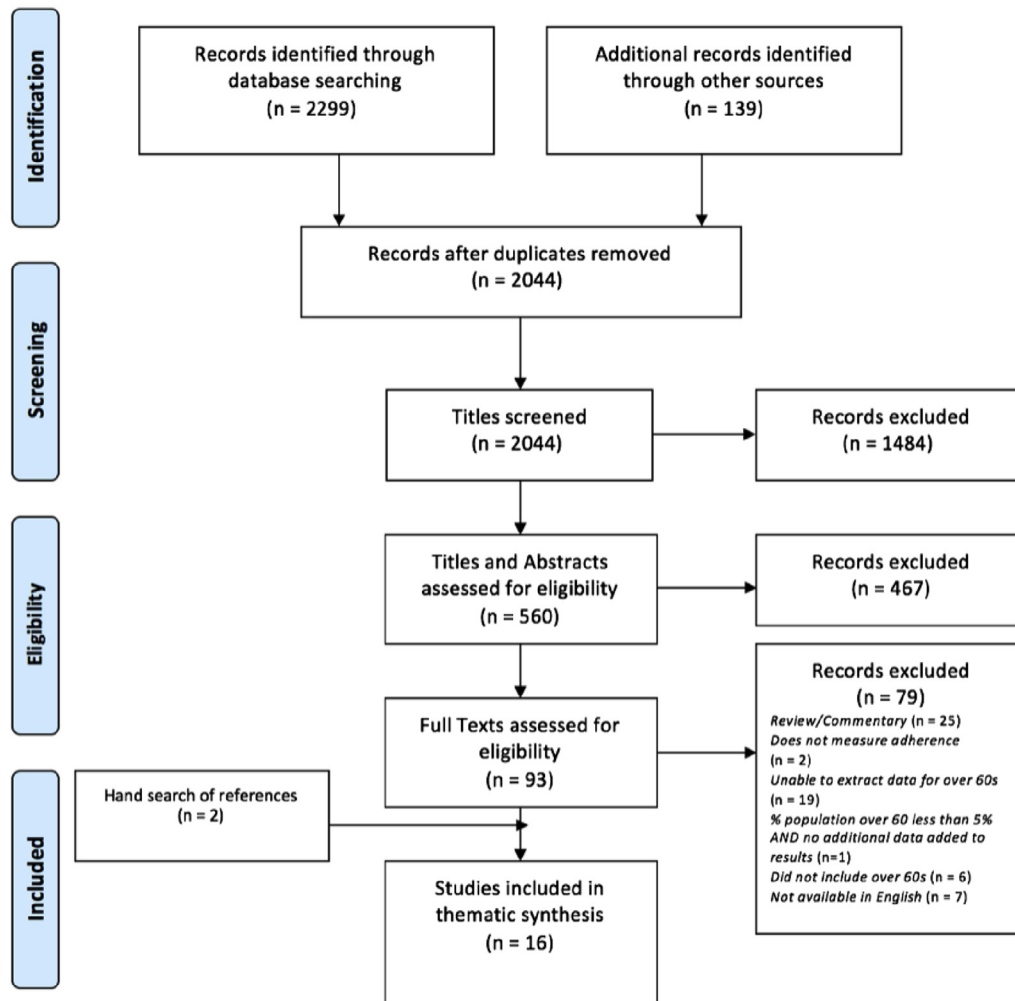 Identification
Records identified through
database searching
(n = 2299)
Additional records identified
through other sources
(n = 139)
Records after duplicates removed
(n = 2044)
Screening
Titles screened
(n = 2044)
Records excluded
(n = 1484)
Eligibility
Titles and Abstracts
assessed for eligibility
(n = 560)
Records excluded
(n = 467)
Full Texts assessed for
eligibility
(n = 93)
Records excluded
(n = 79)
Review/Commentary (n = 25)
Does not measure adherence
(n = 2)
Unable to extract data for over 60s
(n = 19)
% population over 60 less than 5%
AND no additional data added to
results (n=1)
Did not include over 60s (n = 6)
Not available in English (n = 7)
Included
Hand search of references
(n = 2)
Studies included in
thematic synthesis
(n = 16)